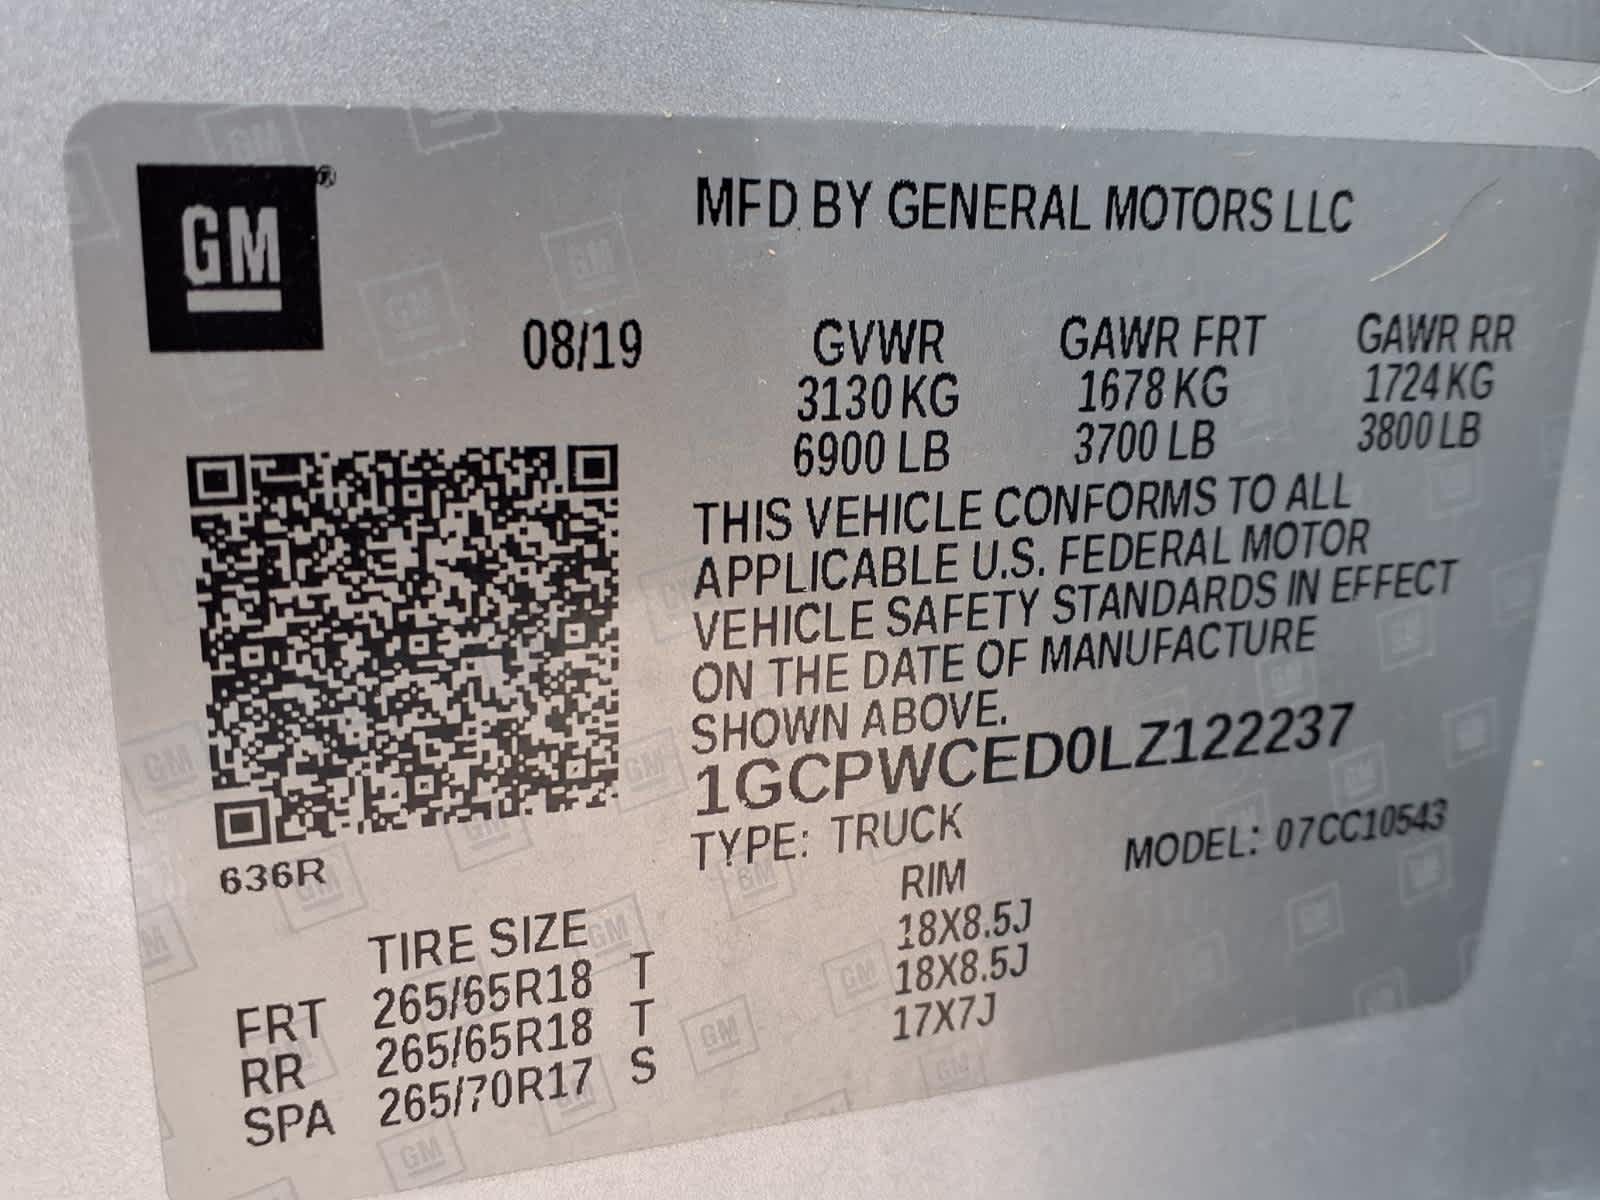 GM®
MFD BY GENERAL MOTORS LLC
08/19 GVWR GAWR FRT GAWR RR
3130 KG 1678 KG 1724 KG
6900 LB 3700 LB 3800 LB
THIS VEHICLE CONFORMS TO ALL
APPLICABLE U.S. FEDERAL MOTOR
VEHICLE SAFETY STANDARDS IN EFFECT
ON THE DATE OF MANUFACTURE
SHOWN ABOVE.
1GCPWCED0LZ122237
TYPE: TRUCK MODEL: 07CC10543
636R
TIRE SIZE RIM
FRT 265/65R18 T 18X8.5J
RR 265/65R18 T 18X8.5J
SPA 265/70R17 S 17X7J